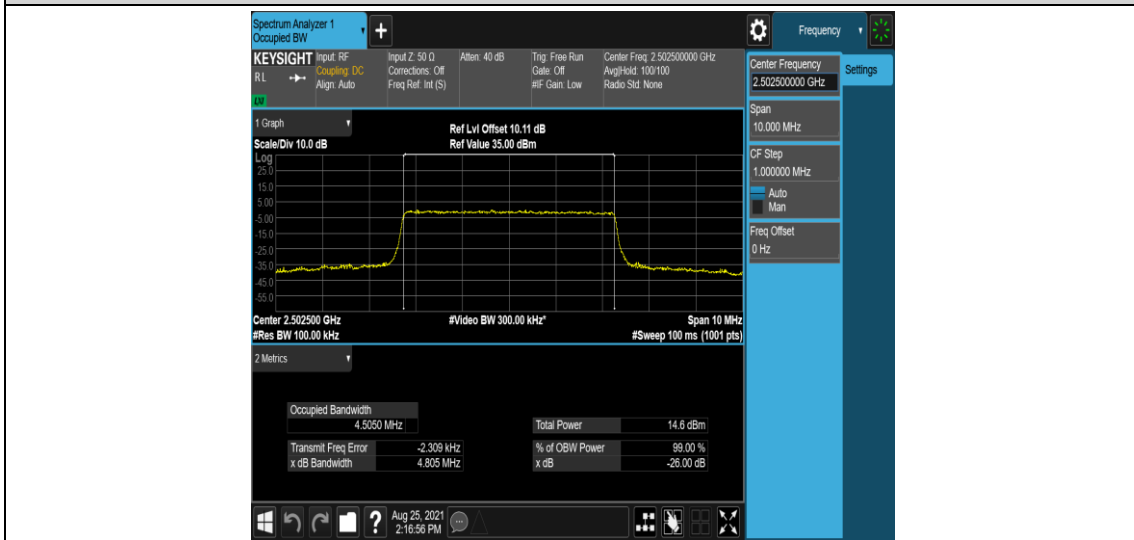 Spectrum Analyzer 1
Occupied BW
+
Frequency
KEYSIGHT Input: RF Input Z: 50 Ω Atten: 40 dB Trig: Free Run Center Freq: 2.502500000 GHz
RL Coupling: DC Corrections: Off Gate: Off Avg|Hold: 100/100
Align: Auto Freq Ref: Int (S) #IF Gain: Low Radio Std: None
Center Frequency
2.502500000 GHz
Settings
Span
10.000 MHz
CF Step
1.000000 MHz
Auto
Man
Freq Offset
0 Hz
1 Graph
Ref Lvl Offset 10.11 dB
Scale/Div 10.0 dB Ref Value 35.00 dBm
Log
25.0
15.0
5.00
-5.00
-15.0
-25.0
-35.0
-45.0
-55.0
Center 2.502500 GHz #Video BW 300.00 kHz* Span 10 MHz
#Res BW 100.00 kHz #Sweep 100 ms (1001 pts)
2 Metrics
Occupied Bandwidth
4.5050 MHz Total Power 14.6 dBm
Transmit Freq Error -2.309 kHz % of OBW Power 99.00 %
x dB Bandwidth 4.805 MHz x dB -26.00 dB
? Aug 25, 2021
2:16:56 PM